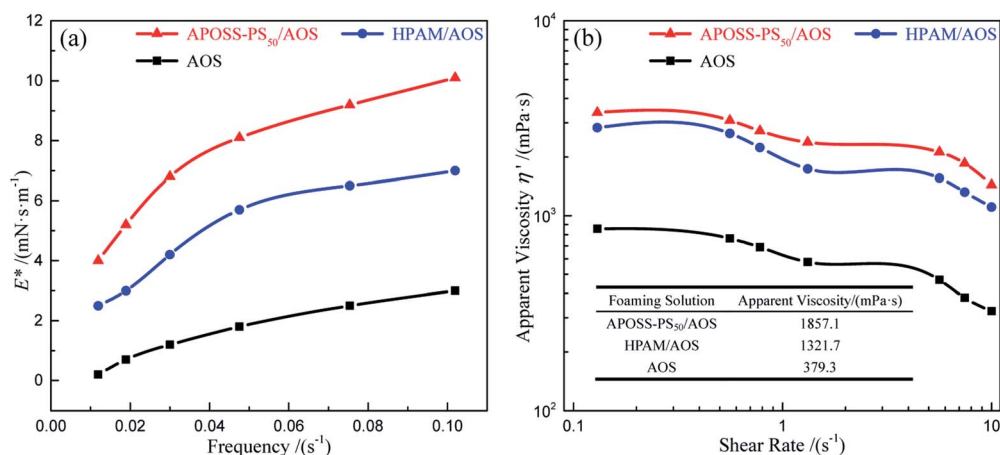 (a)
APOSS-PS50/AOS HPAM/AOS
AOS
12
10
8
6
4
2
0
E* /(mN·s·m-1)
0.00 0.02 0.04 0.06 0.08 0.10
Frequency /(s-1)
(b)
APOSS-PS50/AOS HPAM/AOS
AOS
104
103
102
Apparent Viscosity η' /(mPa·s)
Foaming Solution Apparent Viscosity/(mPa·s)
APOSS-PS50/AOS 1857.1
HPAM/AOS 1321.7
AOS 379.3
0.1 1 10
Shear Rate /(s-1)